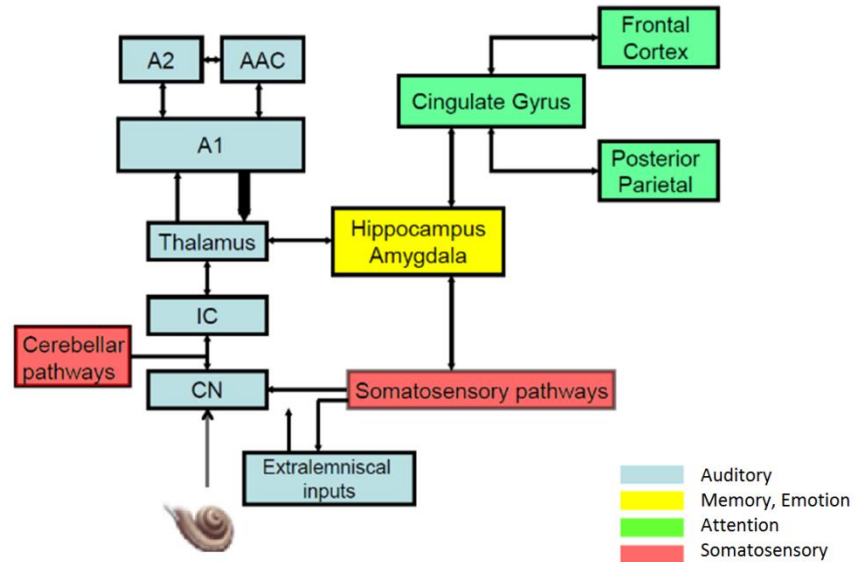 Frontal
Cortex
A2
AAC
Cingulate Gyrus
A1
Posterior
Parietal
Thalamus
Hippocampus
Amygdala
IC
Cerebellar
pathways
CN
Somatosensory pathways
Extralemniscal
inputs
Auditory
Memory, Emotion
Attention
Somatosensory